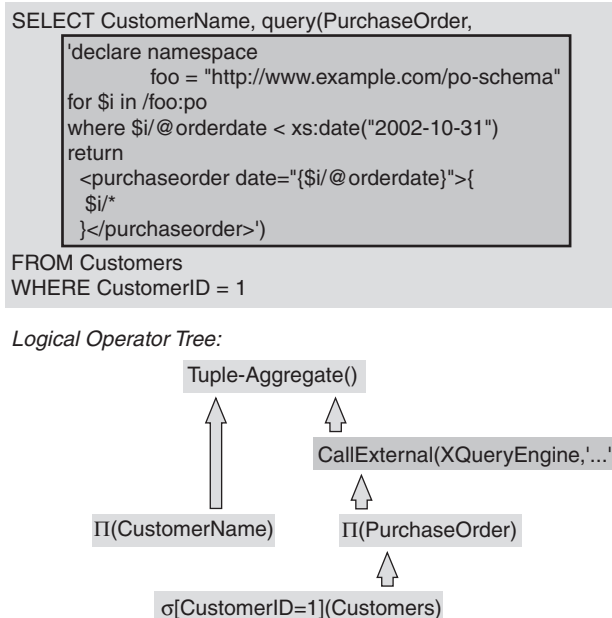 SELECT CustomerName, query(PurchaseOrder,
'declare namespace
foo = "http://www.example.com/po-schema"
for $i in /foo:po
where $i/@orderdate < xs:date("2002-10-31")
return
<purchaseorder date="{$i/@orderdate}">{
$i/*
}</purchaseorder>')
FROM Customers
WHERE CustomerID = 1
Logical Operator Tree:
Tuple-Aggregate()
CallExternal(XQueryEngine,'...'
Π(CustomerName)
Π(PurchaseOrder)
σ[CustomerID=1](Customers)